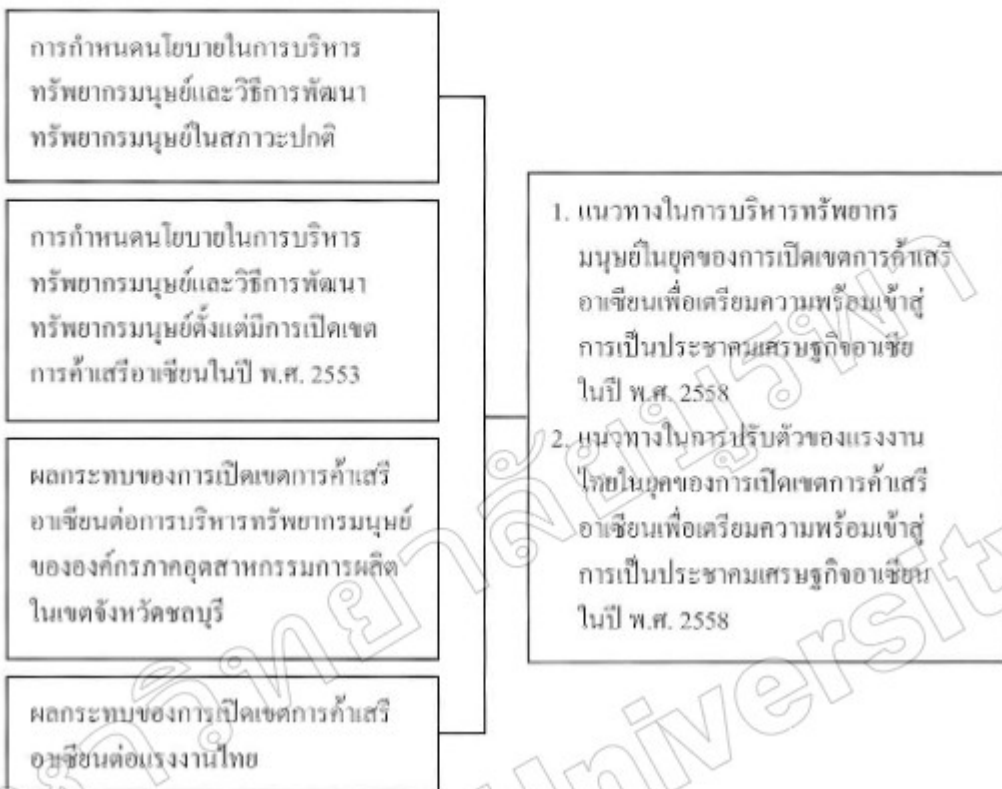 การกำหนดนโยบายในการบริหาร
ทรัพยากรมนุษย์และวิธีการพัฒนา
ทรัพยากรมนุษย์ในสภาวะปกติ
การกำหนดนโยบายในการบริหาร
ทรัพยากรมนุษย์และวิธีการพัฒนา
ทรัพยากรมนุษย์ตั้งแต่มีการเปิดเขต
การค้าเสรีอาเซียนในปี พ.ศ. 2553
ผลกระทบของการเปิดเขตการค้าเสรี
อาเซียนต่อการบริหารทรัพยากรมนุษย์
ขององค์กรภาคอุตสาหกรรมการผลิต
ในเขตจังหวัดชลบุรี
ผลกระทบของการเปิดเขตการค้าเสรี
อาเซียนต่อแรงงานไทย
1. แนวทางในการบริหารทรัพยากร
มนุษย์ในยุคของการเปิดเขตการค้าเสรี
อาเซียนเพื่อเตรียมความพร้อมเข้าสู่
การเป็นประชาคมเศรษฐกิจอาเซีย
ในปี พ.ศ. 2558
2. แนวทางในการปรับตัวของแรงงาน
ไทยในยุคของการเปิดเขตการค้าเสรี
อาเซียนเพื่อเตรียมความพร้อมเข้าสู่
การเป็นประชาคมเศรษฐกิจอาเซียน
ในปี พ.ศ. 2558